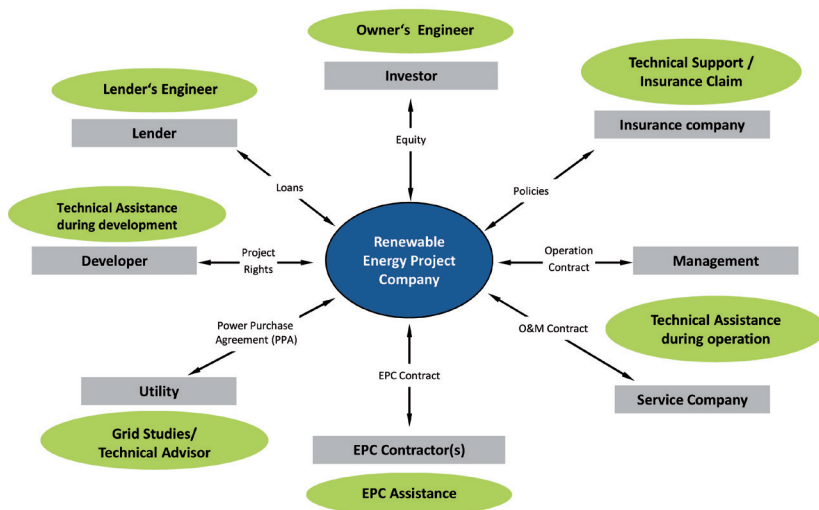 Owner's Engineer
Investor
Technical Support /
Insurance Claim
Insurance company
Lender's Engineer
Lender
Equity
Loans
Policies
Technical Assistance
during development
Developer
Project
Rights
Renewable
Energy Project
Company
Operation
Contract
Management
Power Purchase
Agreement (PPA)
O&M Contract
Technical Assistance
during operation
EPC Contract
Utility
Service Company
Grid Studies/
Technical Advisor
EPC Contractor(s)
EPC Assistance